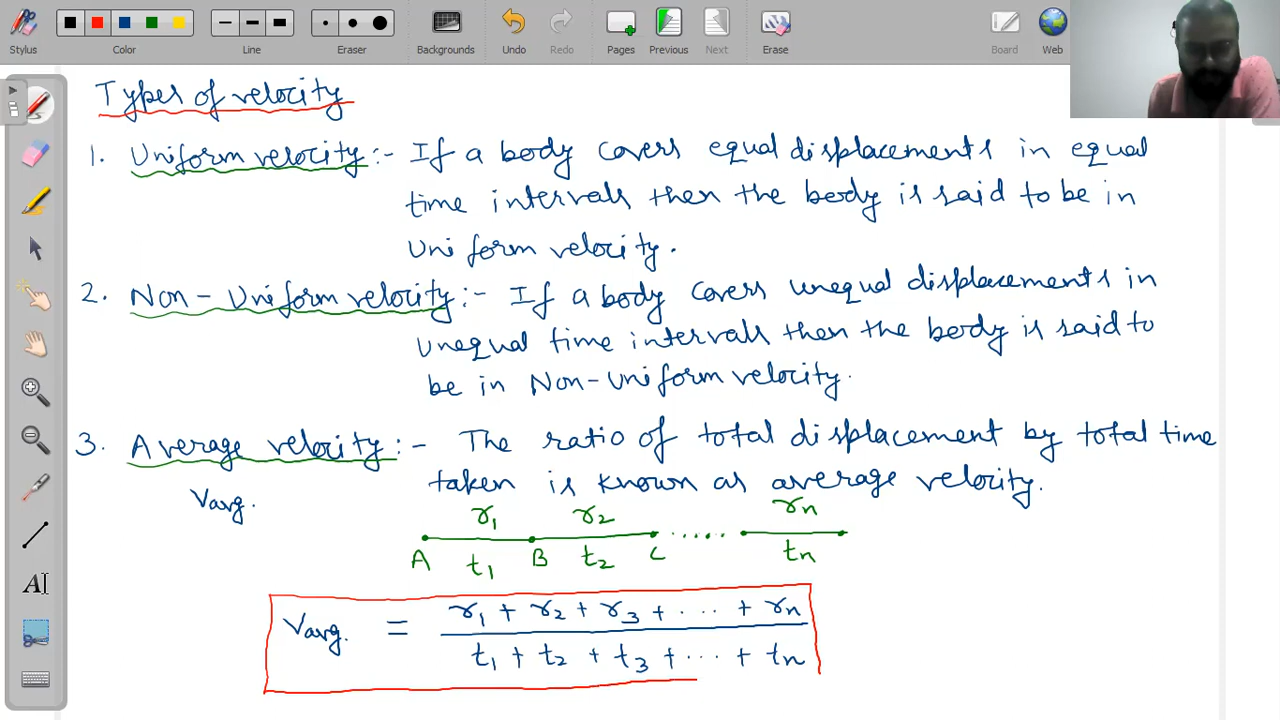 Stylus Color Line Eraser Backgrounds Undo Redo Pages Previous Next Erase Board Web
Types of velocity
1. Uniform velocity :- If a body covers equal displacements in equal
time intervals then the body is said to be in
Uniform velocity.
2. Non-Uniform velocity :- If a body covers unequal displacements in
Unequal time intervals then the body is said to
be in Non-Uniform velocity.
3. Average velocity :- The ratio of total displacement by total time
taken is known as average velocity.
Vavg.
r1 r2 rn
A t1 B t2 C ...... tn
Vavg. = r1 + r2 + r3 + ... + rn
t1 + t2 + t3 + ... + tn